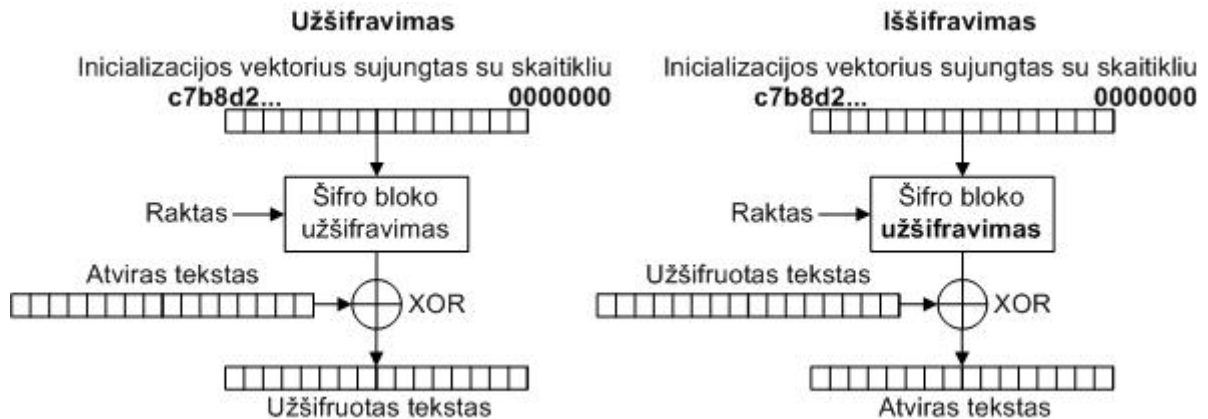 Užšifravimas
Inicializacijos vektorius sujungtas su skaitikliu
c7b8d2... 0000000
Raktas
Šifro bloko
užšifravimas
Atviras tekstas
XOR
Užšifruotas tekstas
Iššifravimas
Inicializacijos vektorius sujungtas su skaitikliu
c7b8d2... 0000000
Raktas
Šifro bloko
užšifravimas
Užšifruotas tekstas
XOR
Atviras tekstas